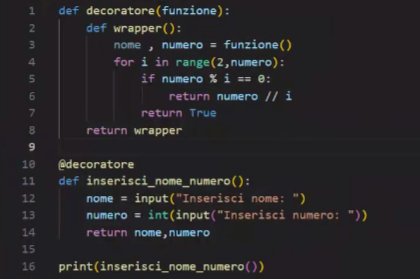 1 def decoratore(funzione):
2     def wrapper():
3         nome , numero = funzione()
4         for i in range(2,numero):
5             if numero % i == 0:
6                 return numero // i
7             return True
8     return wrapper
9
10 @decoratore
11 def inserisci_nome_numero():
12     nome = input("Inserisci nome: ")
13     numero = int(input("Inserisci numero: "))
14     return nome,numero
15
16 print(inserisci_nome_numero())